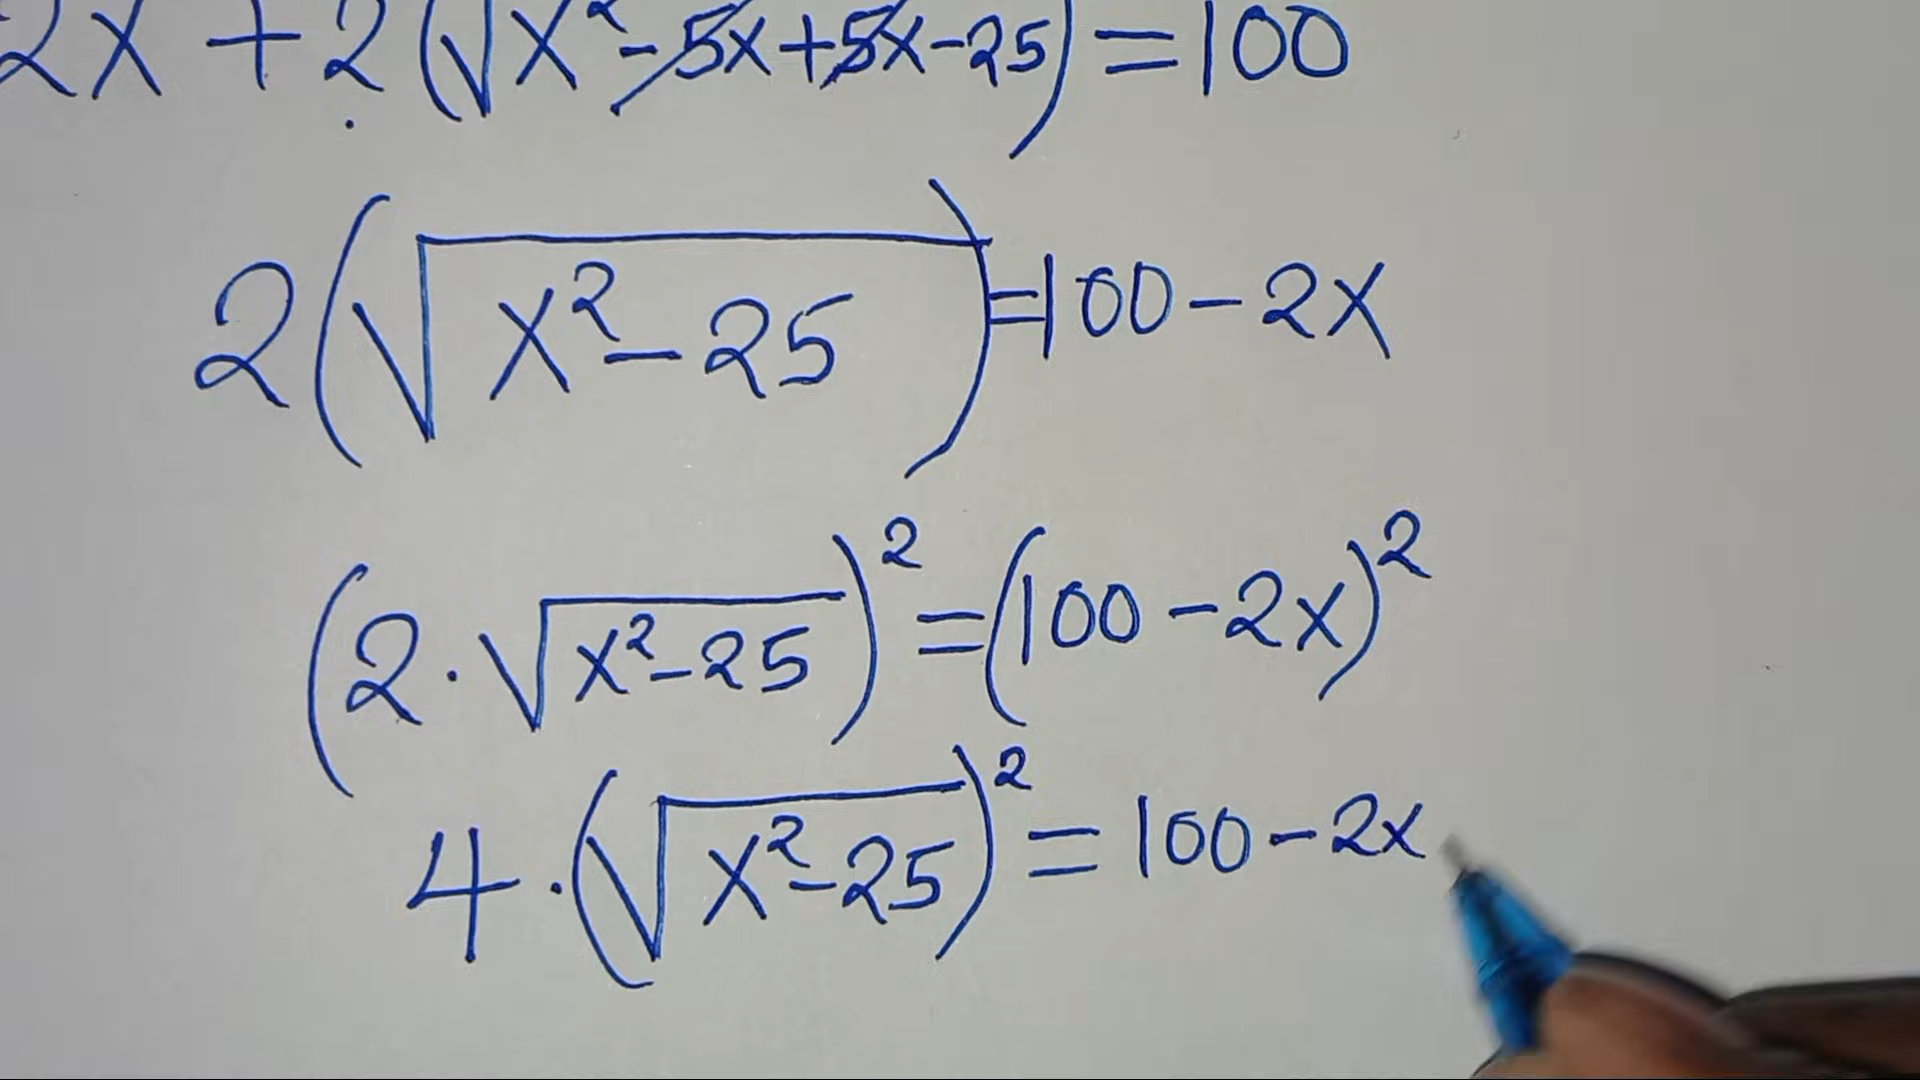 2x + 2(√x² - 5x + 5x - 25) = 100
2(√x² - 25) = 100 - 2x
(2 · √x² - 25)² = (100 - 2x)²
4 · (√x² - 25)² = 100 - 2x